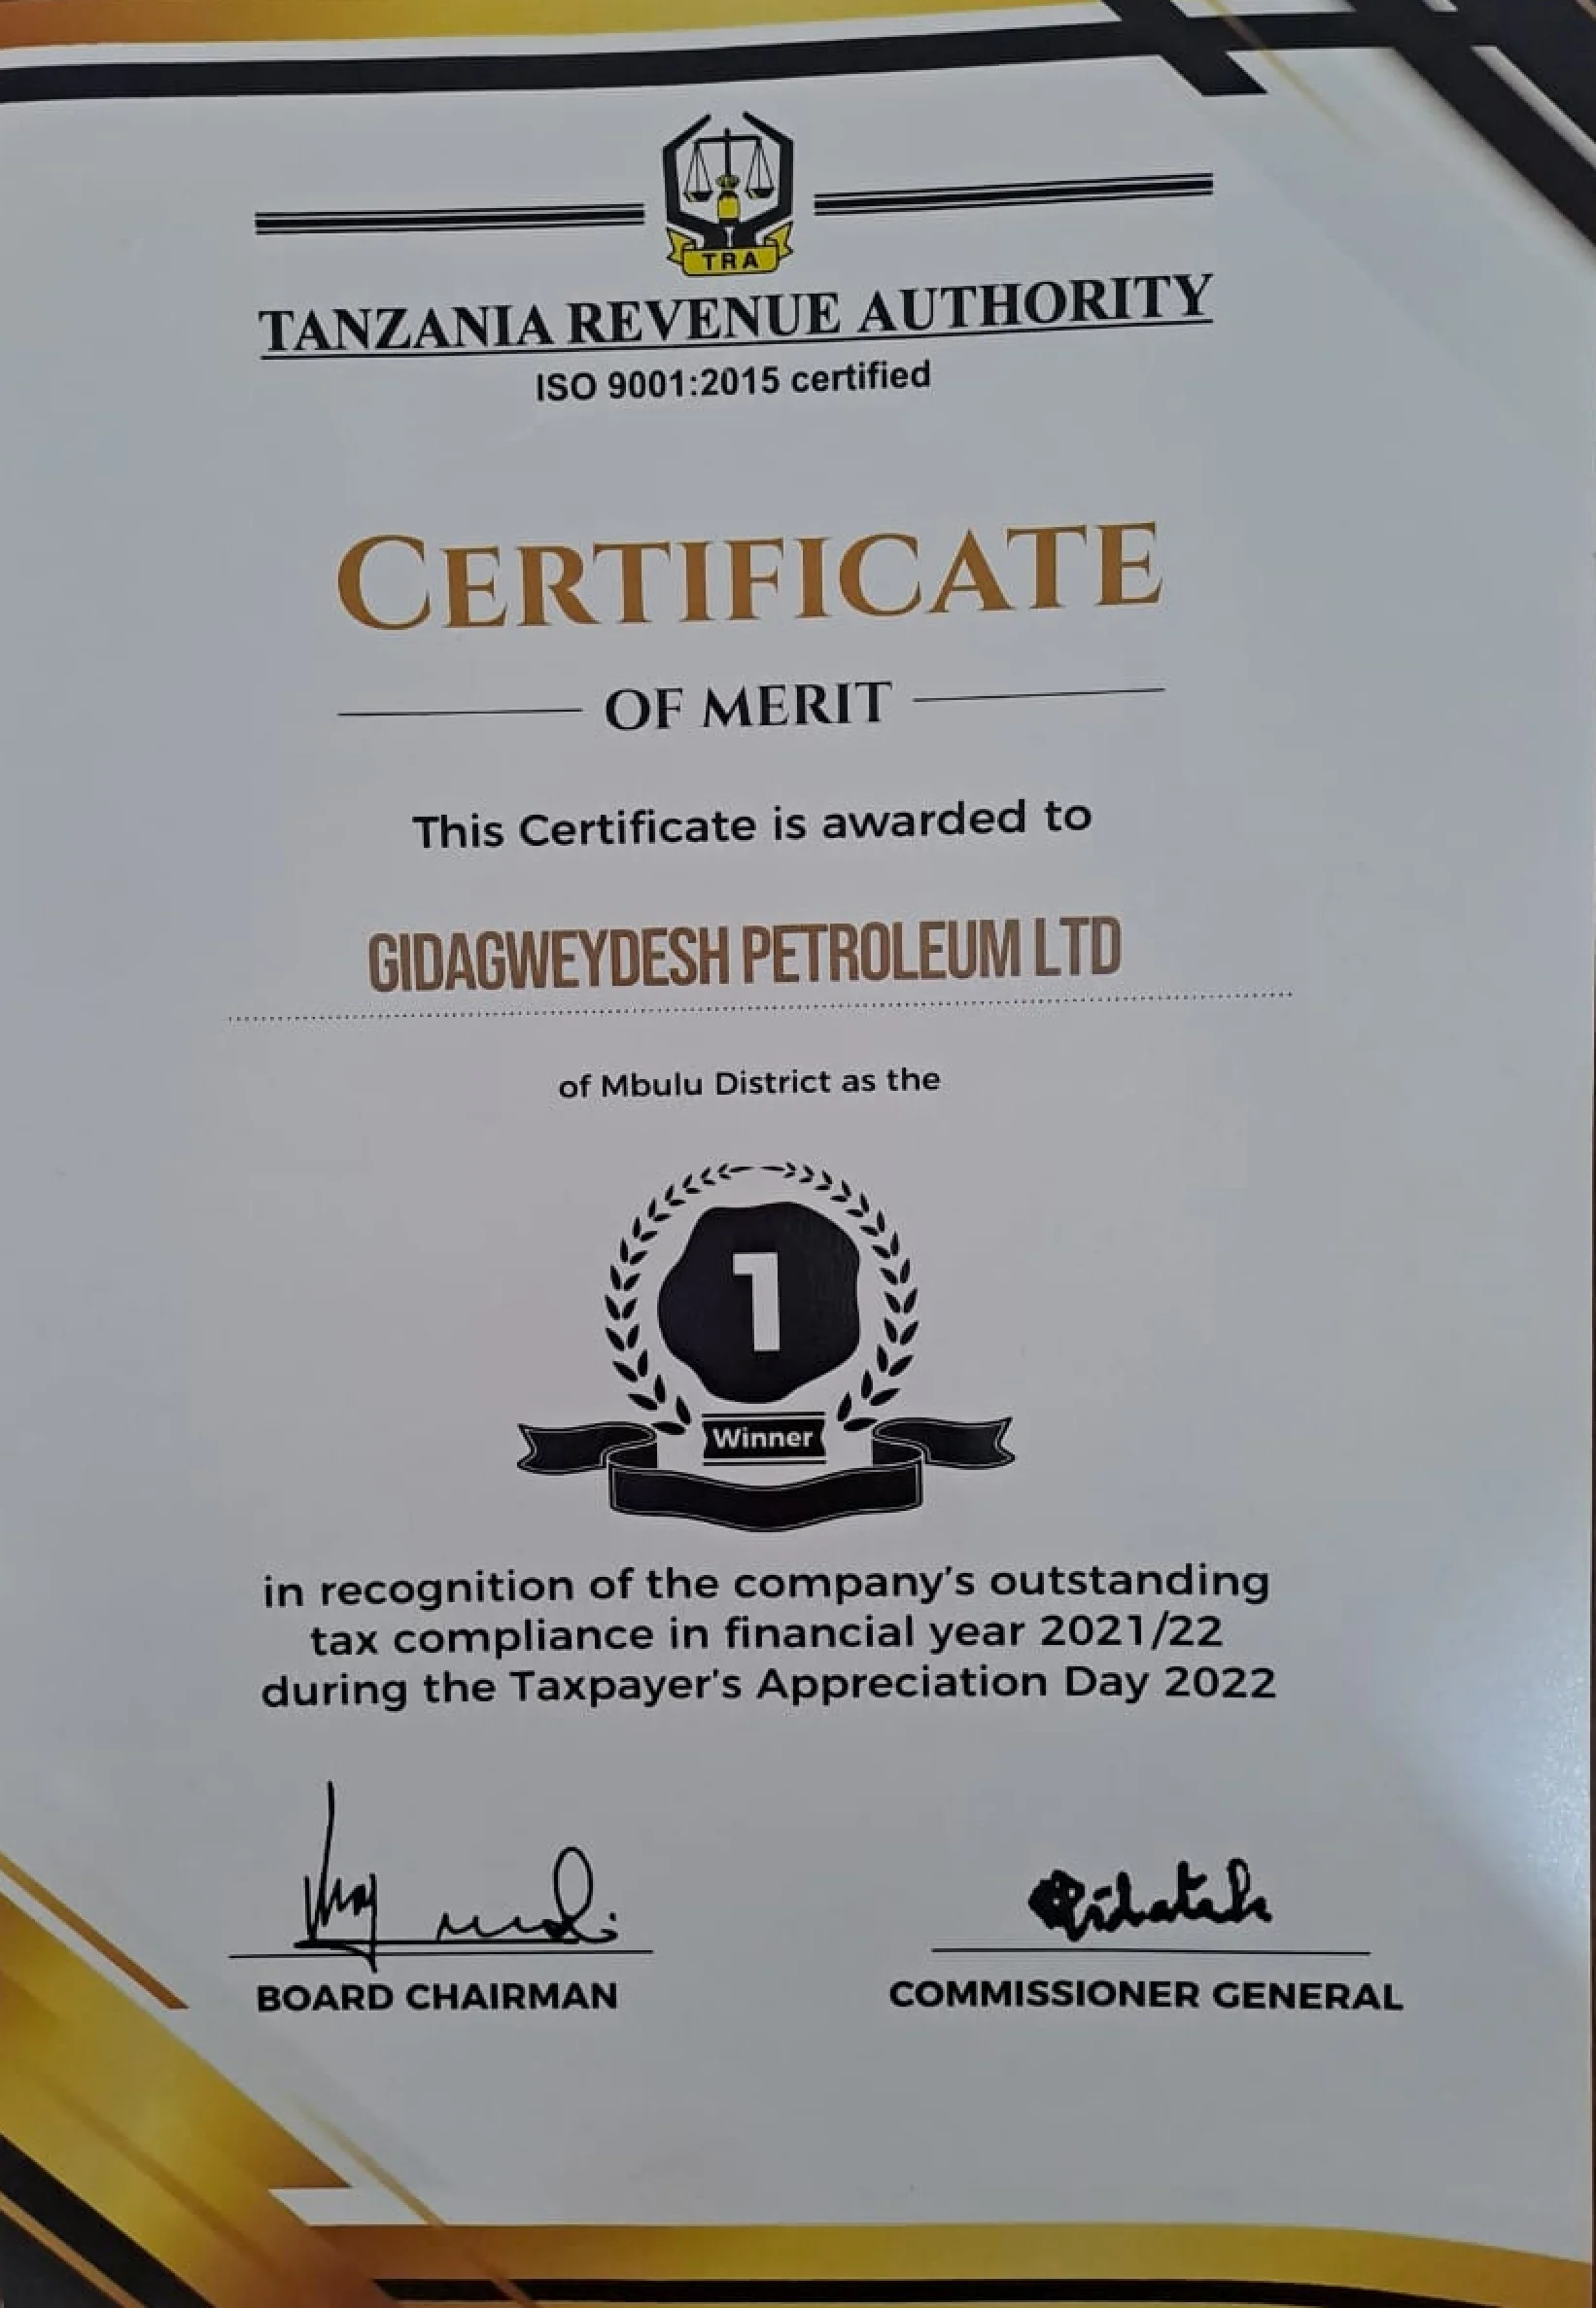 TRA
TANZANIA REVENUE AUTHORITY
ISO 9001:2015 certified
CERTIFICATE
OF MERIT
This Certificate is awarded to
GIDAGWEYDESH PETROLEUM LTD
of Mbulu District as the
1
Winner
in recognition of the company's outstanding
tax compliance in financial year 2021/22
during the Taxpayer's Appreciation Day 2022
BOARD CHAIRMAN
COMMISSIONER GENERAL